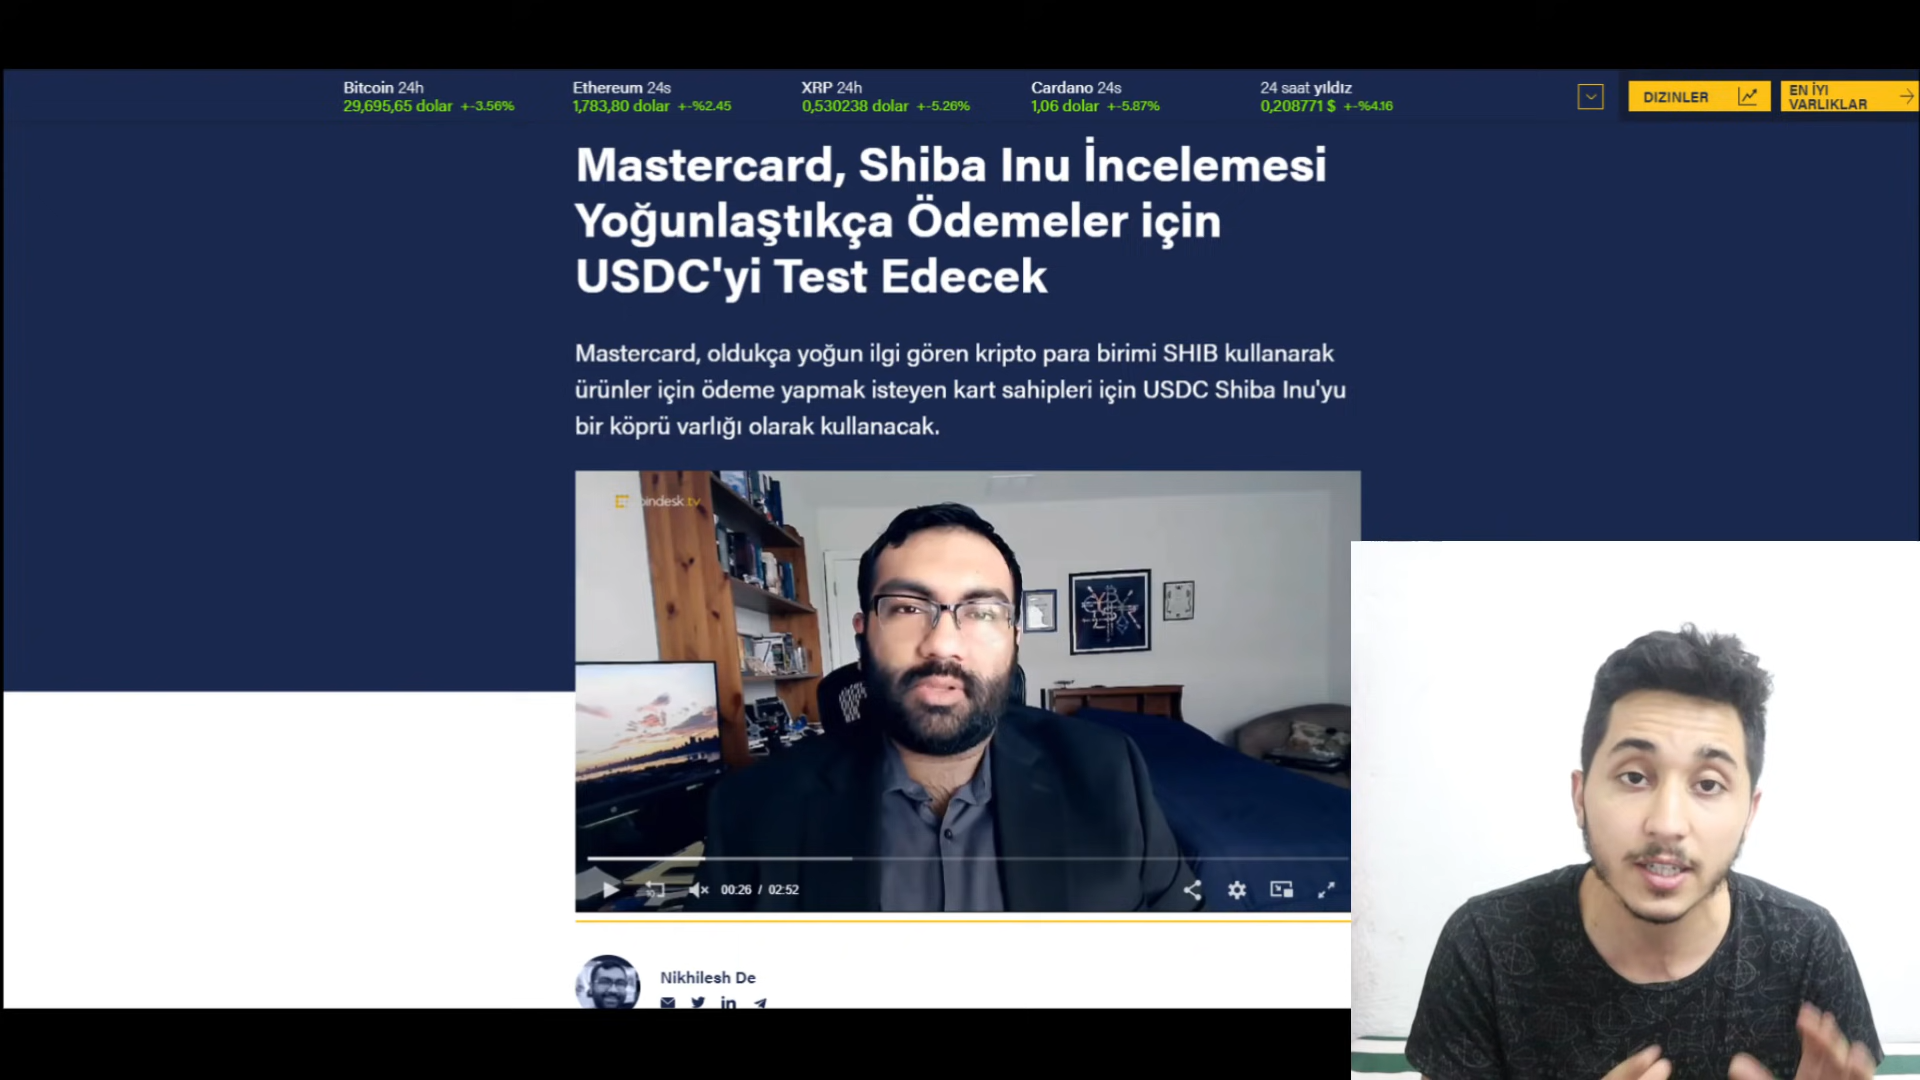 Bitcoin 24h
29,695,65 dolar +-3.56%
Ethereum 24s
1,783,80 dolar +-%2.45
XRP 24h
0,530238 dolar +-5.26%
Cardano 24s
1,06 dolar +-5.87%
24 saat yıldız
0,208771 $ +-%4.16
DIZINLER
EN İYI
VARLIKLAR
Mastercard, Shiba Inu İncelemesi
Yoğunlaştıkça Ödemeler için
USDC'yi Test Edecek
Mastercard, oldukça yoğun ilgi gören kripto para birimi SHIB kullanarak
ürünler için ödeme yapmak isteyen kart sahipleri için USDC Shiba Inu'yu
bir köprü varlığı olarak kullanacak.
indesk.tv
10
00:26 / 02:52
Nikhilesh De